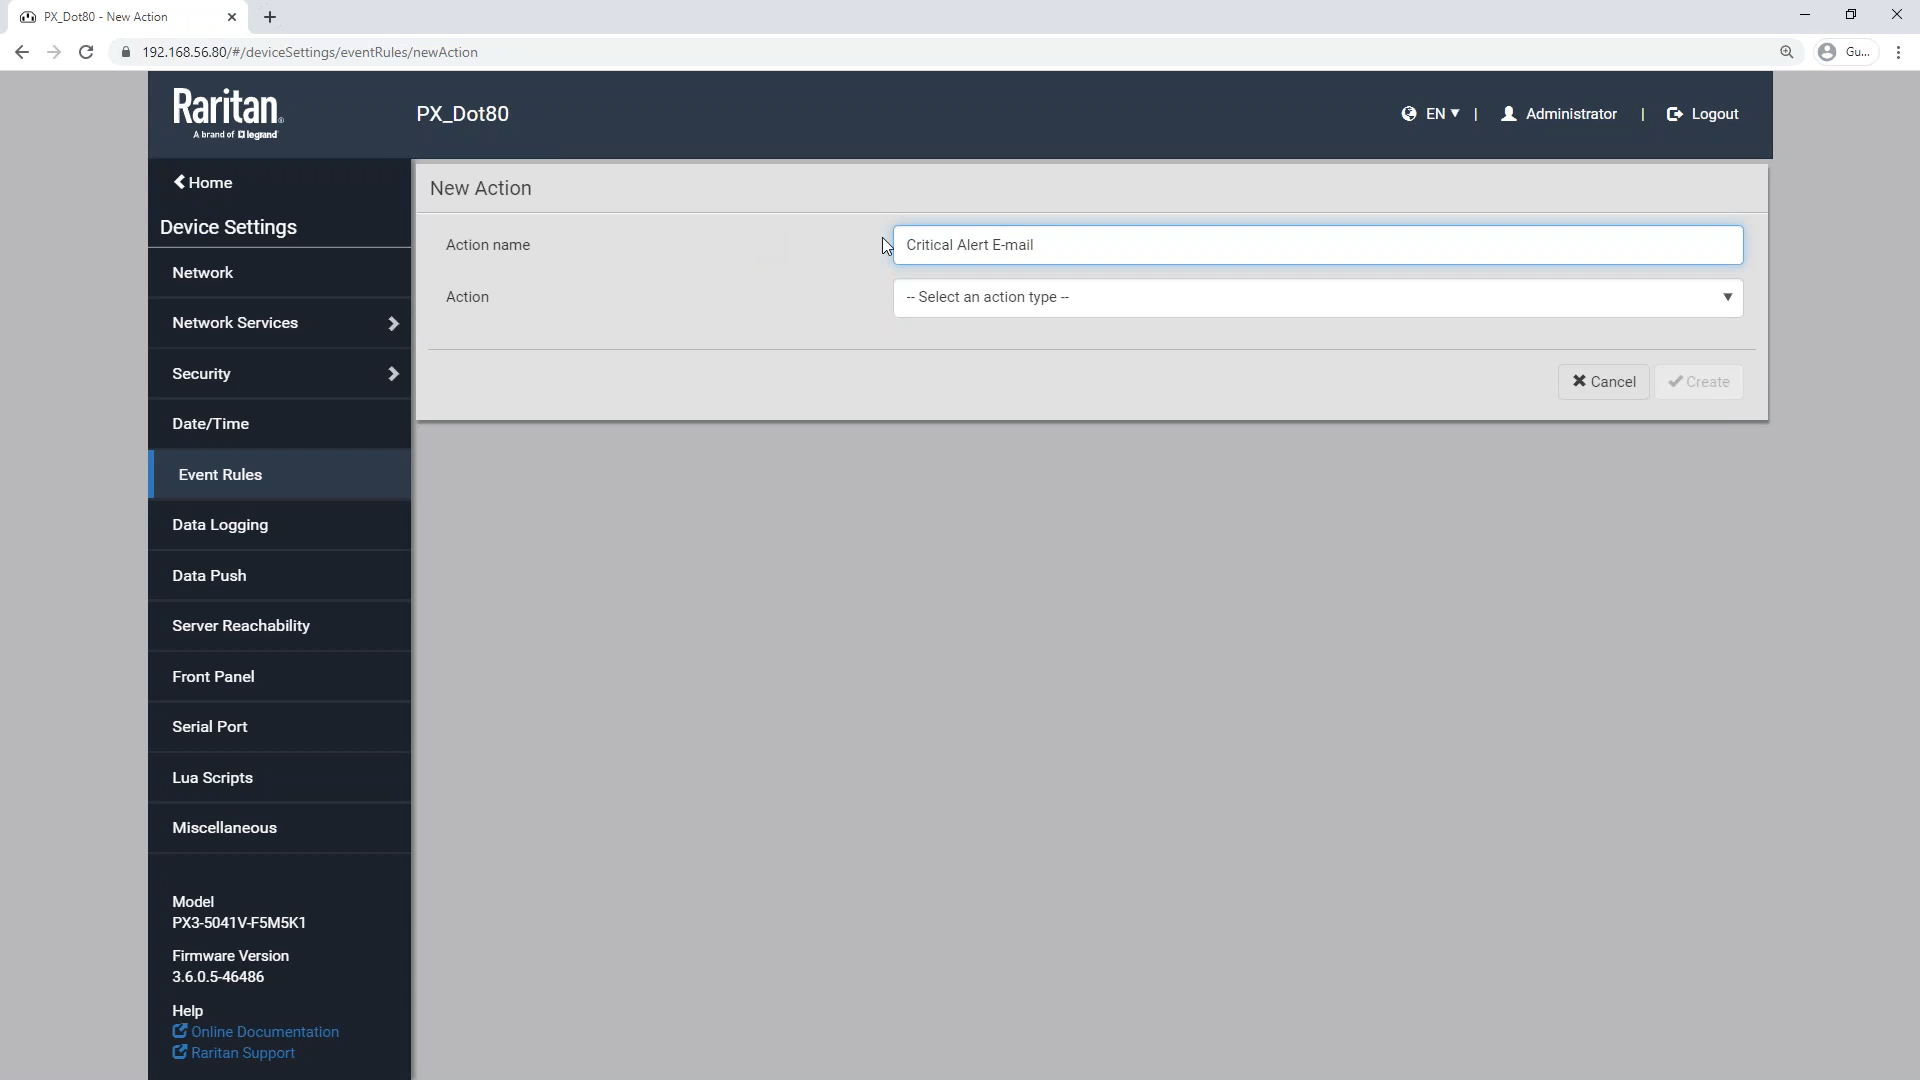 PX_Dot80 - New Action
192.168.56.80/#/deviceSettings/eventRules/newAction
Gu...
Raritan.
A brand of legrand
PX_Dot80
EN
|
Administrator
|
Logout
Home
Device Settings
Network
Network Services
Security
Date/Time
Event Rules
Data Logging
Data Push
Server Reachability
Front Panel
Serial Port
Lua Scripts
Miscellaneous
Model
PX3-5041V-F5M5K1
Firmware Version
3.6.0.5-46486
Help
Online Documentation
Raritan Support
New Action
Action name
Critical Alert E-mail
Action
-- Select an action type --
Cancel
Create